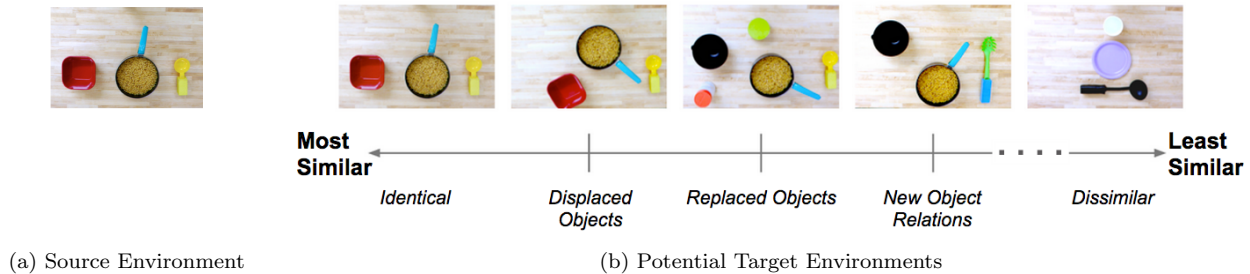 Most
Similar
Least
Similar
Identical
Displaced
Objects
Replaced Objects
New Object
Relations
Dissimilar
(a) Source Environment
(b) Potential Target Environments